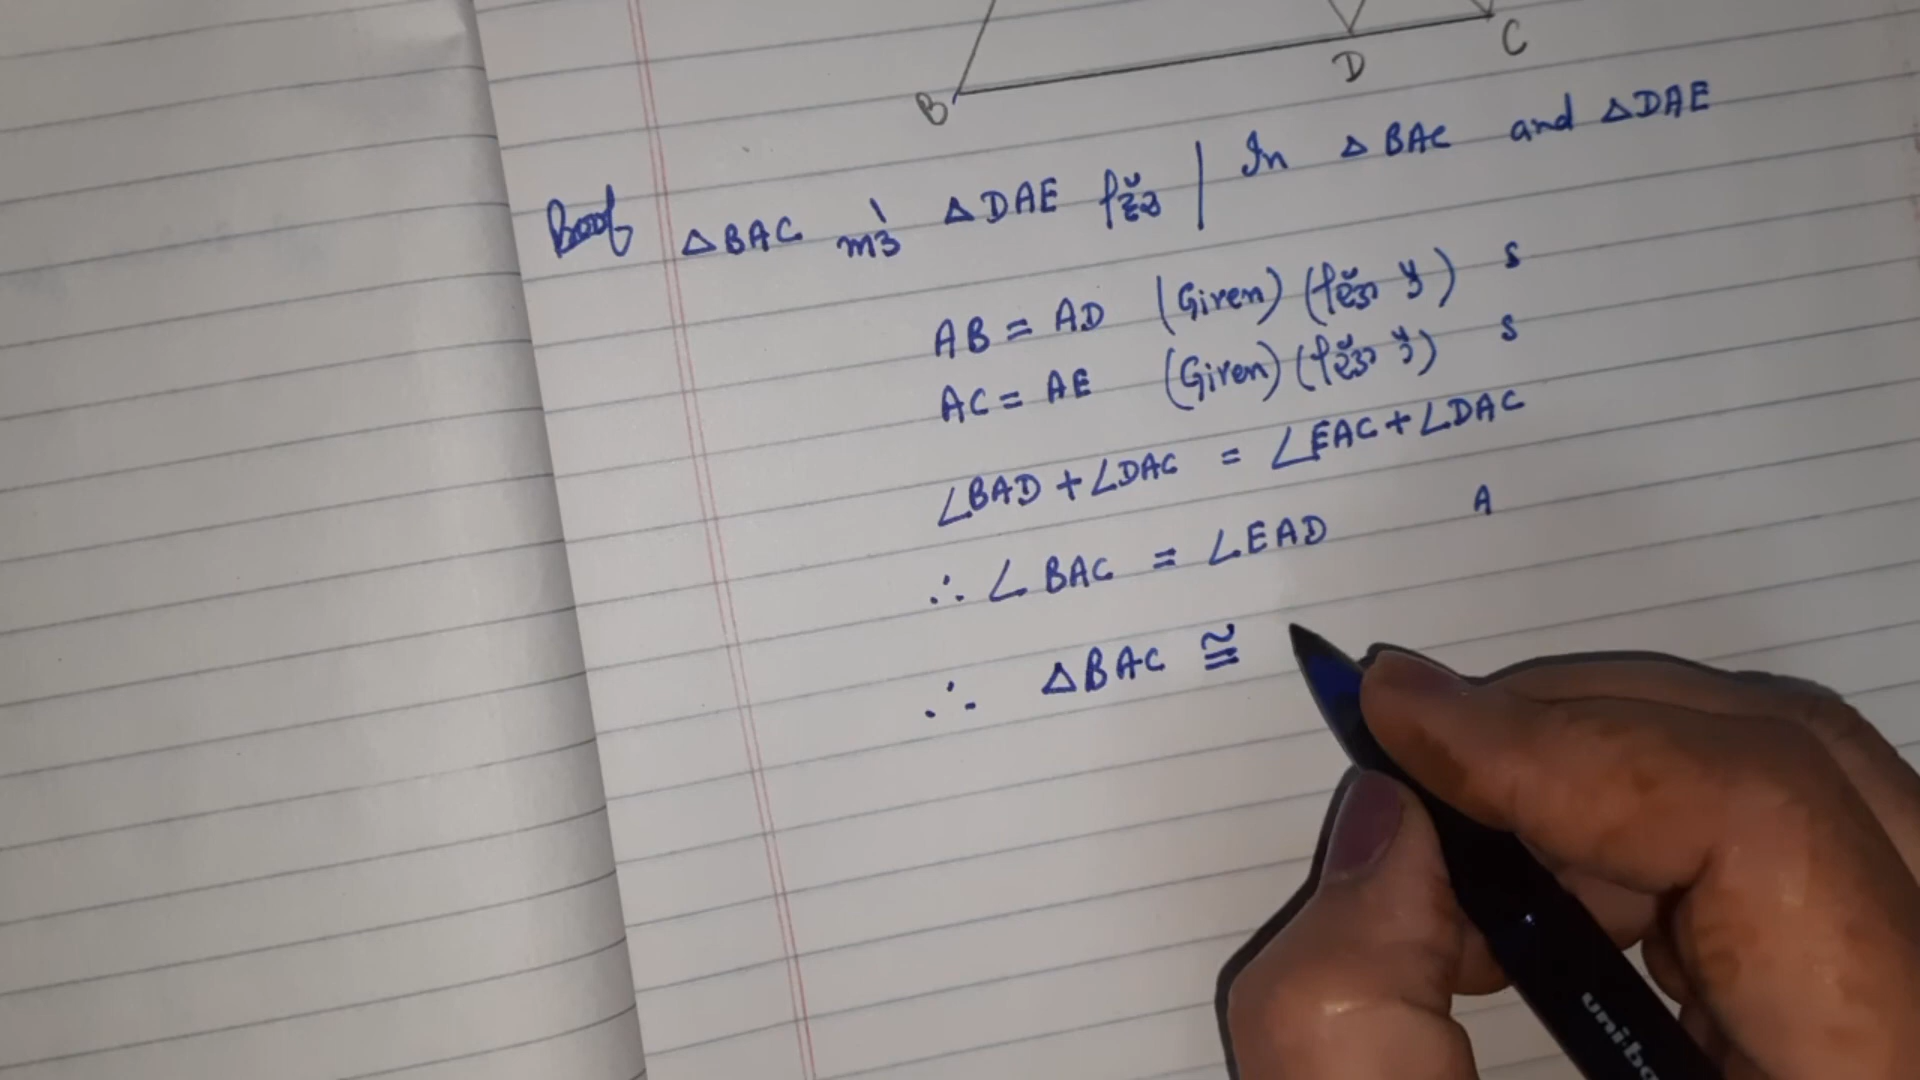 B D C
Proof △BAC ਅਤੇ △DAE ਵਿੱਚ | In △BAC and △DAE
AB = AD (Given) (ਦਿੱਤਾ ਹੈ) S
AC = AE (Given) (ਦਿੱਤਾ ਹੈ) S
∠BAD + ∠DAC = ∠EAC + ∠DAC
∴ ∠BAC = ∠EAD A
∴ △BAC ≅